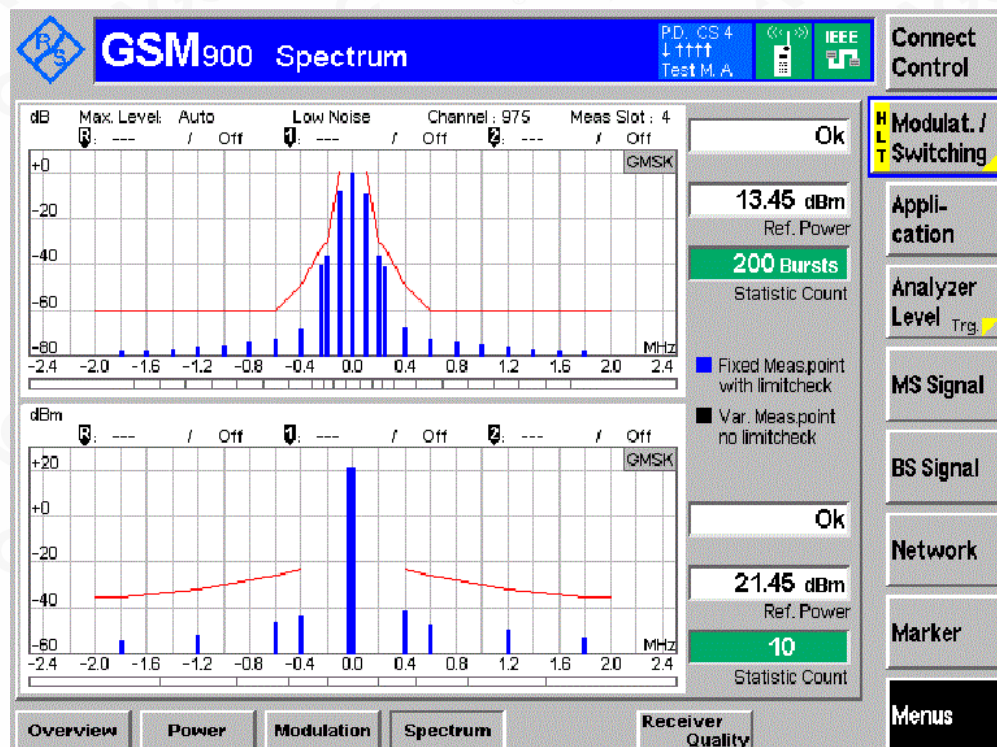 R/S
GSM900 Spectrum
P.D. CS 4
↓ ↑↑↑↑
Test M. A
IEEE
Connect
Control
dB Max. Level: Auto Low Noise Channel : 975 Meas Slot : 4
R: --- / Off 1: --- / Off 2: --- / Off
GMSK
+0
-20
-40
-60
-80
MHz
-2.4 -2.0 -1.6 -1.2 -0.8 -0.4 0.0 0.4 0.8 1.2 1.6 2.0 2.4
Ok
13.45 dBm
Ref. Power
200 Bursts
Statistic Count
Fixed Meas.point
with limitcheck
Var. Meas.point
no limitcheck
dBm
R: --- / Off 1: --- / Off 2: --- / Off
GMSK
+20
+0
-20
-40
-60
MHz
-2.4 -2.0 -1.6 -1.2 -0.8 -0.4 0.0 0.4 0.8 1.2 1.6 2.0 2.4
Ok
21.45 dBm
Ref. Power
10
Statistic Count
HLT
Modulat. /
Switching
Appli-
cation
Analyzer
Level Trg.
MS Signal
BS Signal
Network
Marker
Menus
Overview Power Modulation Spectrum Receiver
Quality